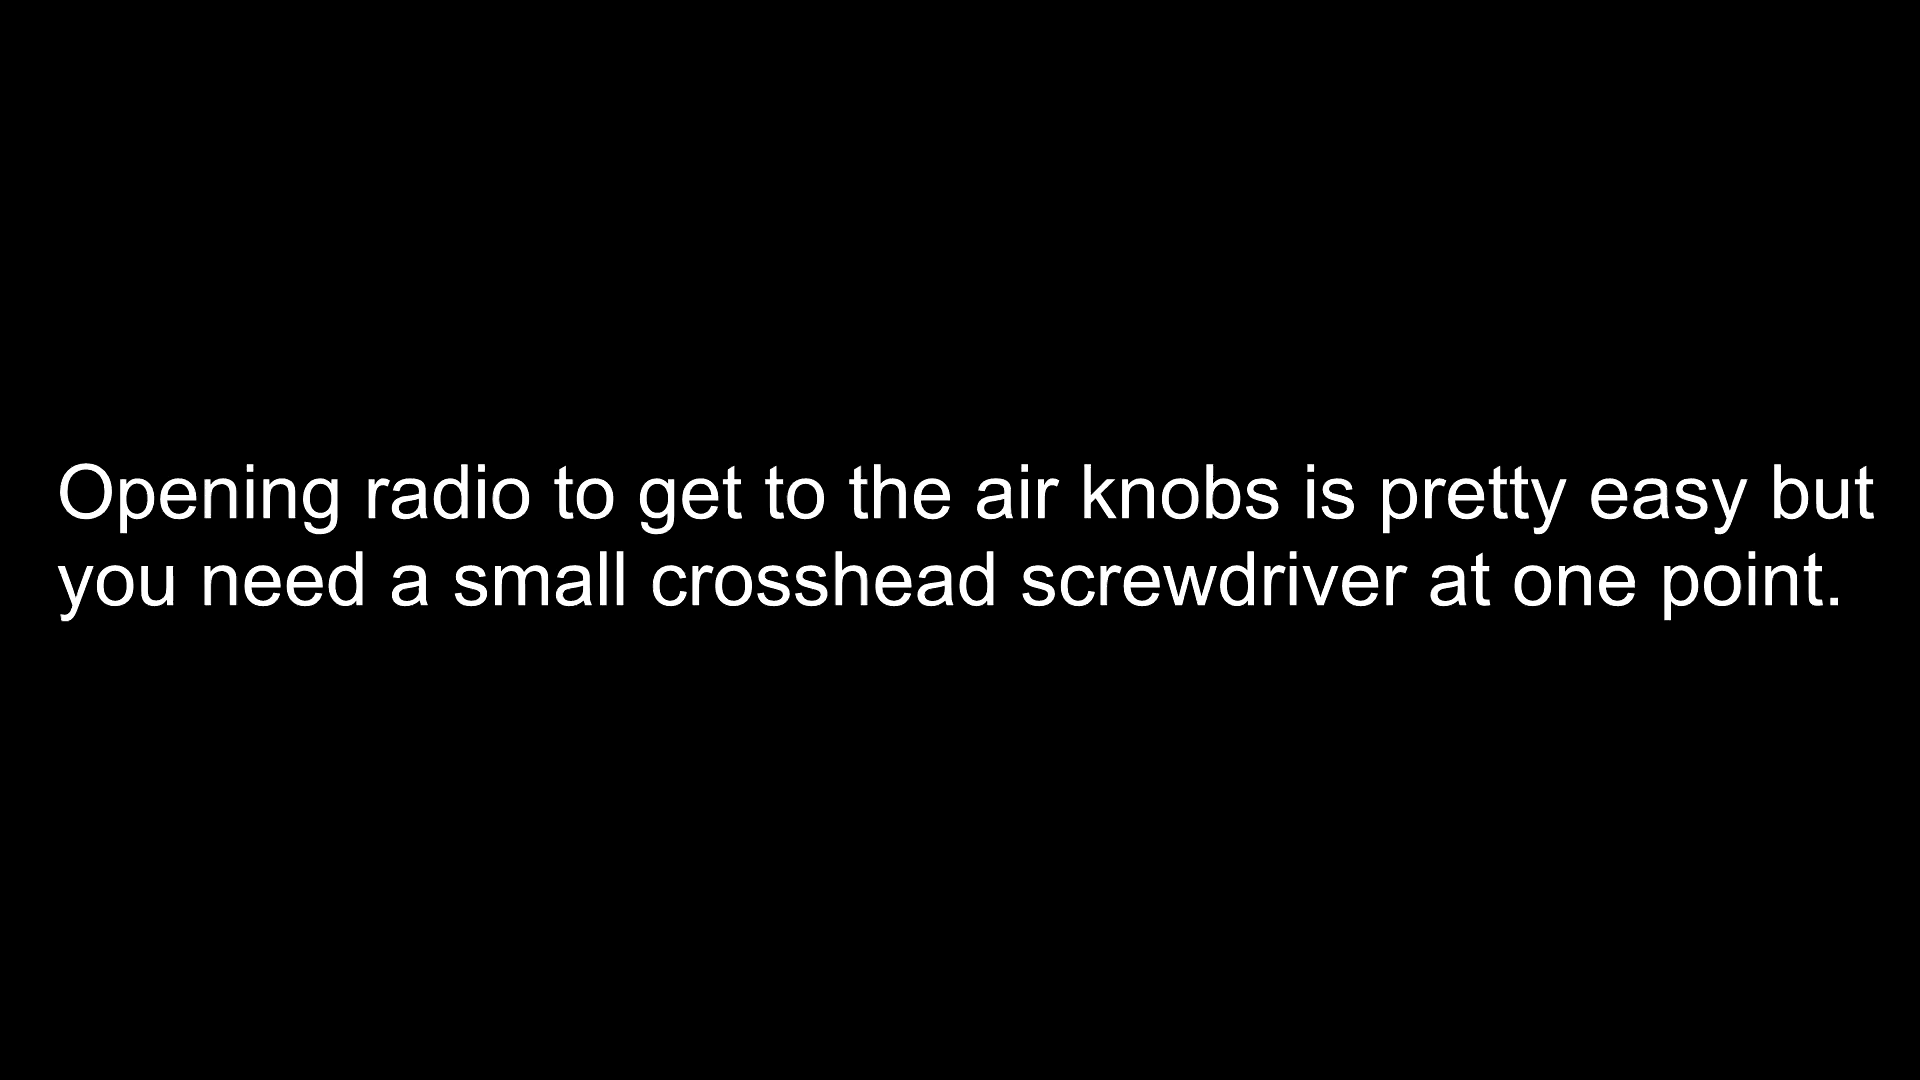 Opening radio to get to the air knobs is pretty easy but
you need a small crosshead screwdriver at one point.